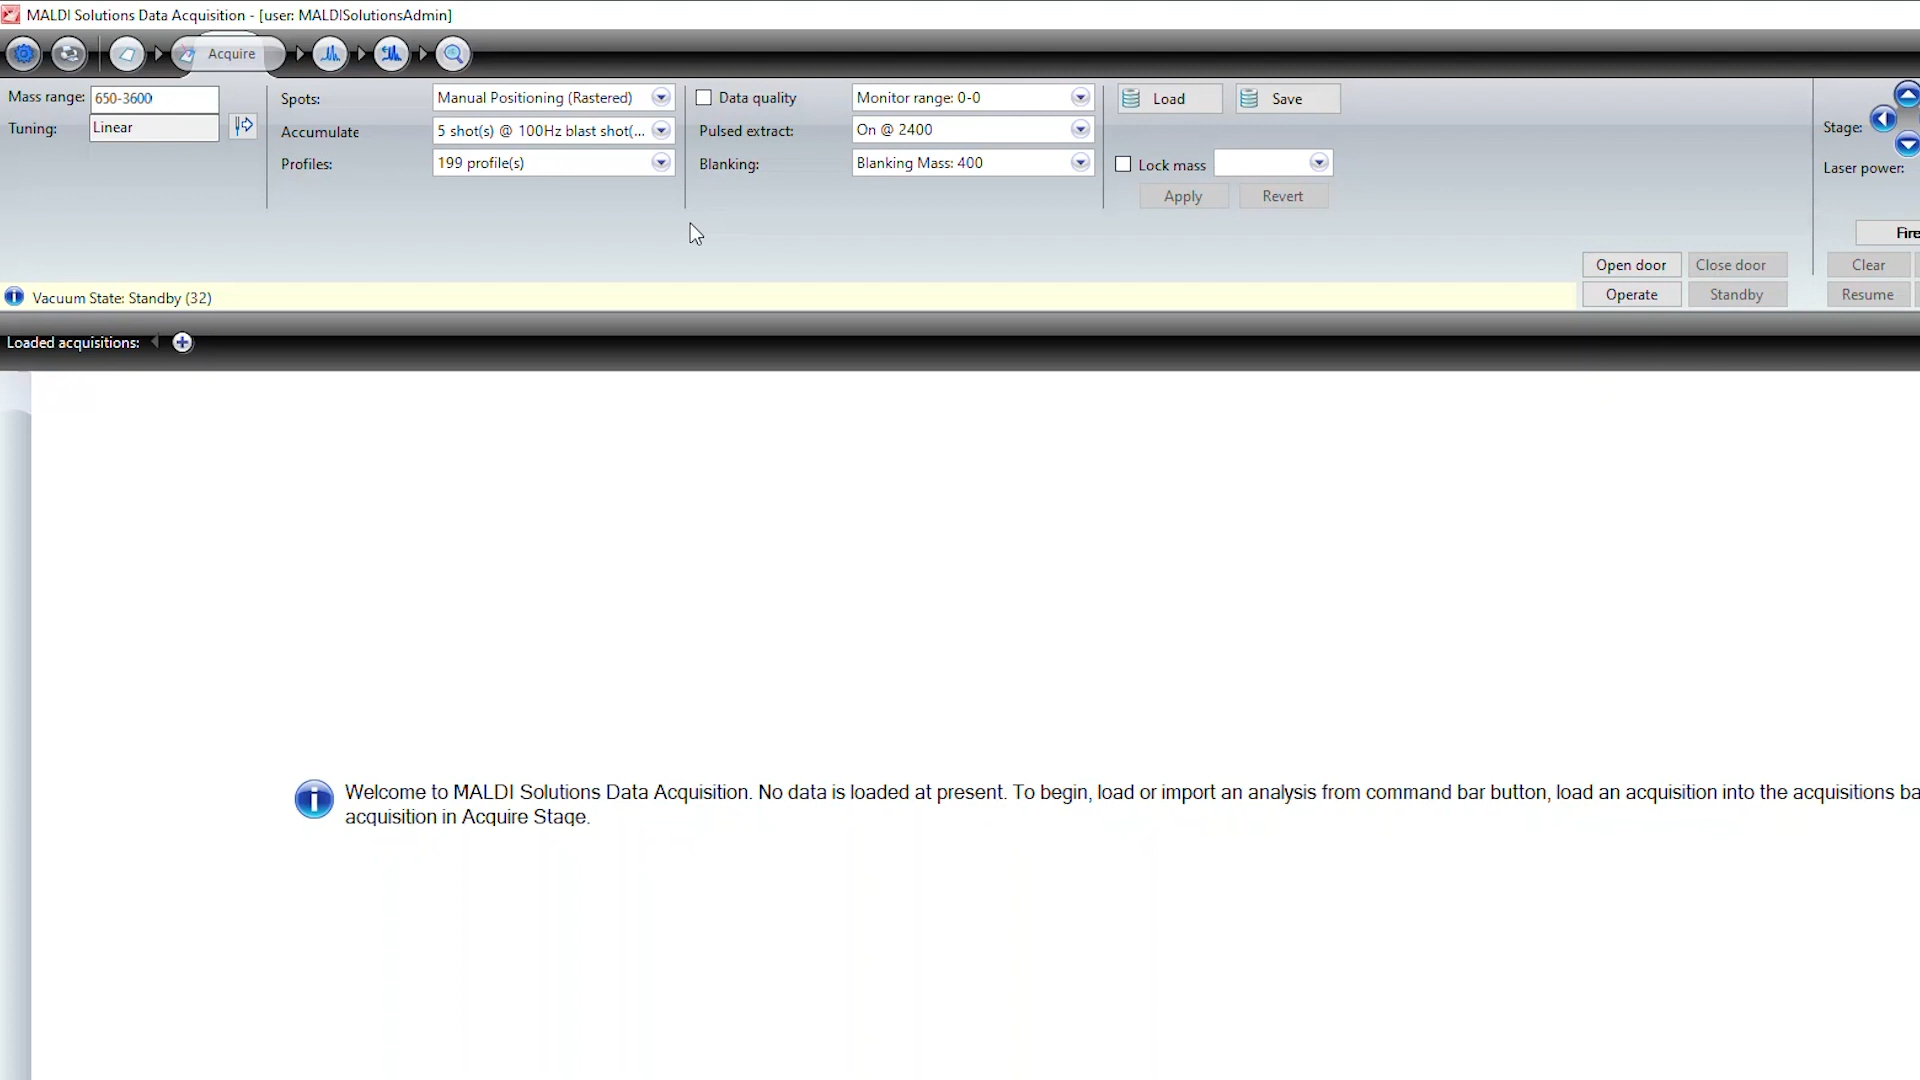 MALDI Solutions Data Acquisition - [user: MALDISolutionsAdmin]
Acquire
Mass range: 650-3600
Tuning: Linear
Spots: Manual Positioning (Rastered)
Accumulate 5 shot(s) @ 100Hz blast shot(...
Profiles: 199 profile(s)
Data quality Monitor range: 0-0
Pulsed extract: On @ 2400
Blanking: Blanking Mass: 400
Load Save
Lock mass
Apply Revert
Stage:
Laser power:
Fire
Open door Close door Clear
Operate Standby Resume
Vacuum State: Standby (32)
Loaded acquisitions:
Welcome to MALDI Solutions Data Acquisition. No data is loaded at present. To begin, load or import an analysis from command bar button, load an acquisition into the acquisitions ba
acquisition in Acquire Stage.